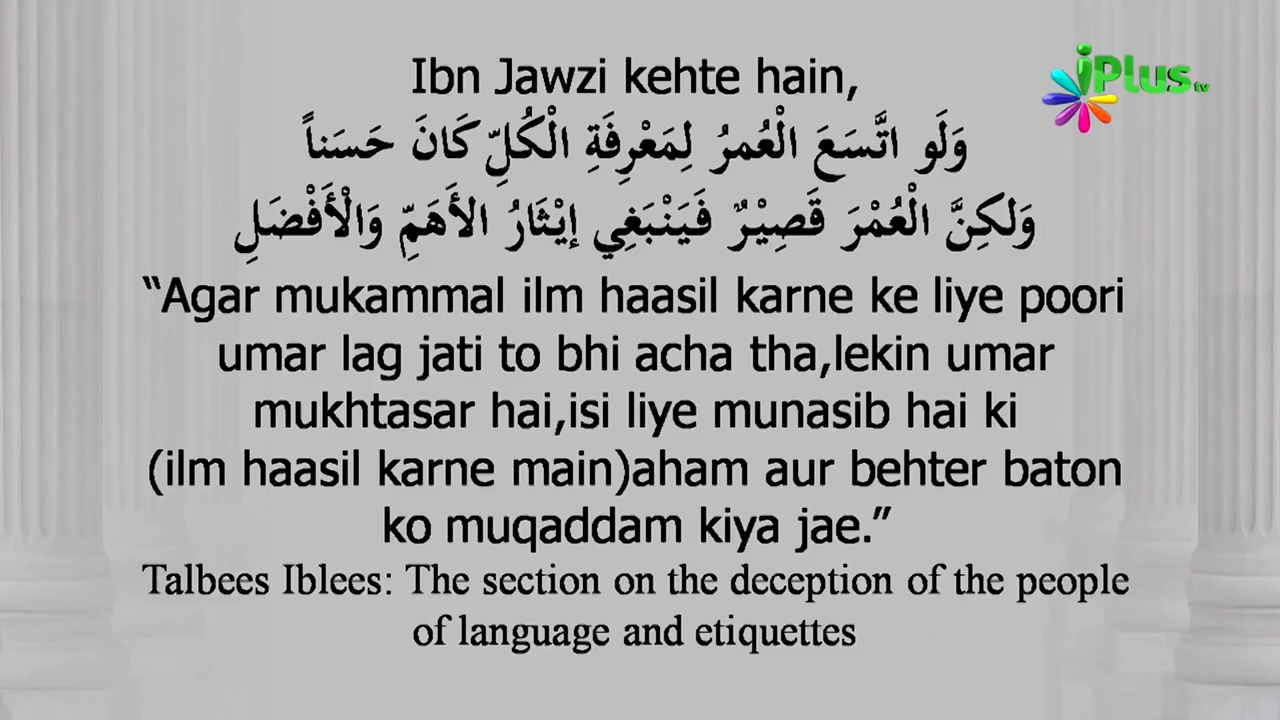 Ibn Jawzi kehte hain,
iPlus tv
وَلَو اتَّسَعَ الْعُمرُ لِمَعْرِفَةِ الْكُلِّ كَانَ حَسَناً
وَلكِنَّ الْعُمْرَ قَصِيْرٌ فَيَنْبَغِي إيْثَارُ الأَهَمِّ وَالْأَفْضَلِ
“Agar mukammal ilm haasil karne ke liye poori
umar lag jati to bhi acha tha,lekin umar
mukhtasar hai,isi liye munasib hai ki
(ilm haasil karne main)aham aur behter baton
ko muqaddam kiya jae.”
Talbees Iblees: The section on the deception of the people
of language and etiquettes